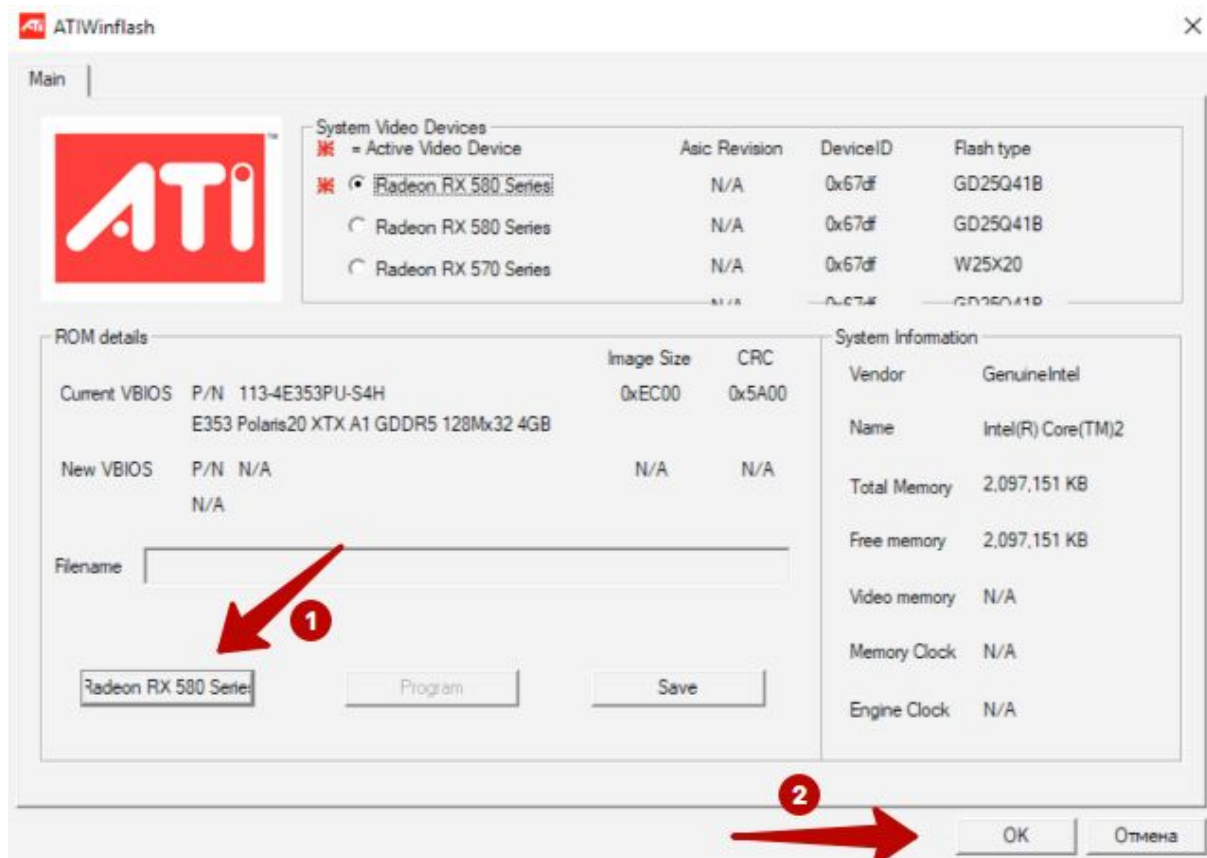 ATI ATIWinflash
Main
ATI™
System Video Devices
= Active Video Device Asic Revision DeviceID Flash type
Radeon RX 580 Series N/A 0x67df GD25Q41B
Radeon RX 580 Series N/A 0x67df GD25Q41B
Radeon RX 570 Series N/A 0x67df W25X20
N/A 0x67df GD25Q41B
ROM details
Image Size CRC
Current VBIOS P/N 113-4E353PU-S4H 0xEC00 0x5A00
E353 Polaris20 XTX A1 GDDR5 128Mx32 4GB
New VBIOS P/N N/A N/A N/A
N/A
Filename
1
Radeon RX 580 Series
Program
Save
System Information
Vendor GenuineIntel
Name Intel(R) Core(TM)2
Total Memory 2,097,151 KB
Free memory 2,097,151 KB
Video memory N/A
Memory Clock N/A
Engine Clock N/A
2
OK
Отмена